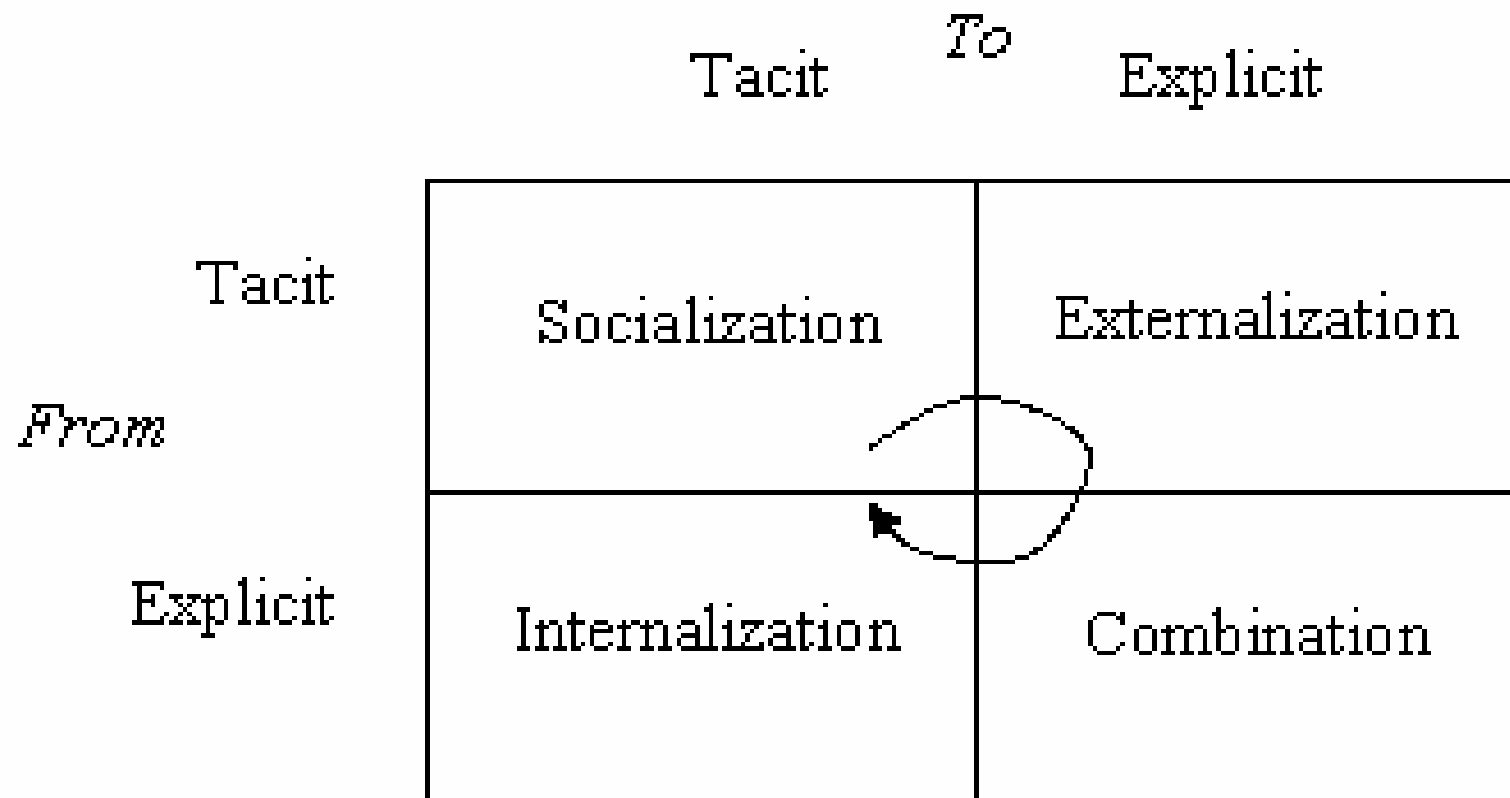 To
Tacit Explicit
Tacit
Socialization Externalization
From
Explicit
Internalization Combination